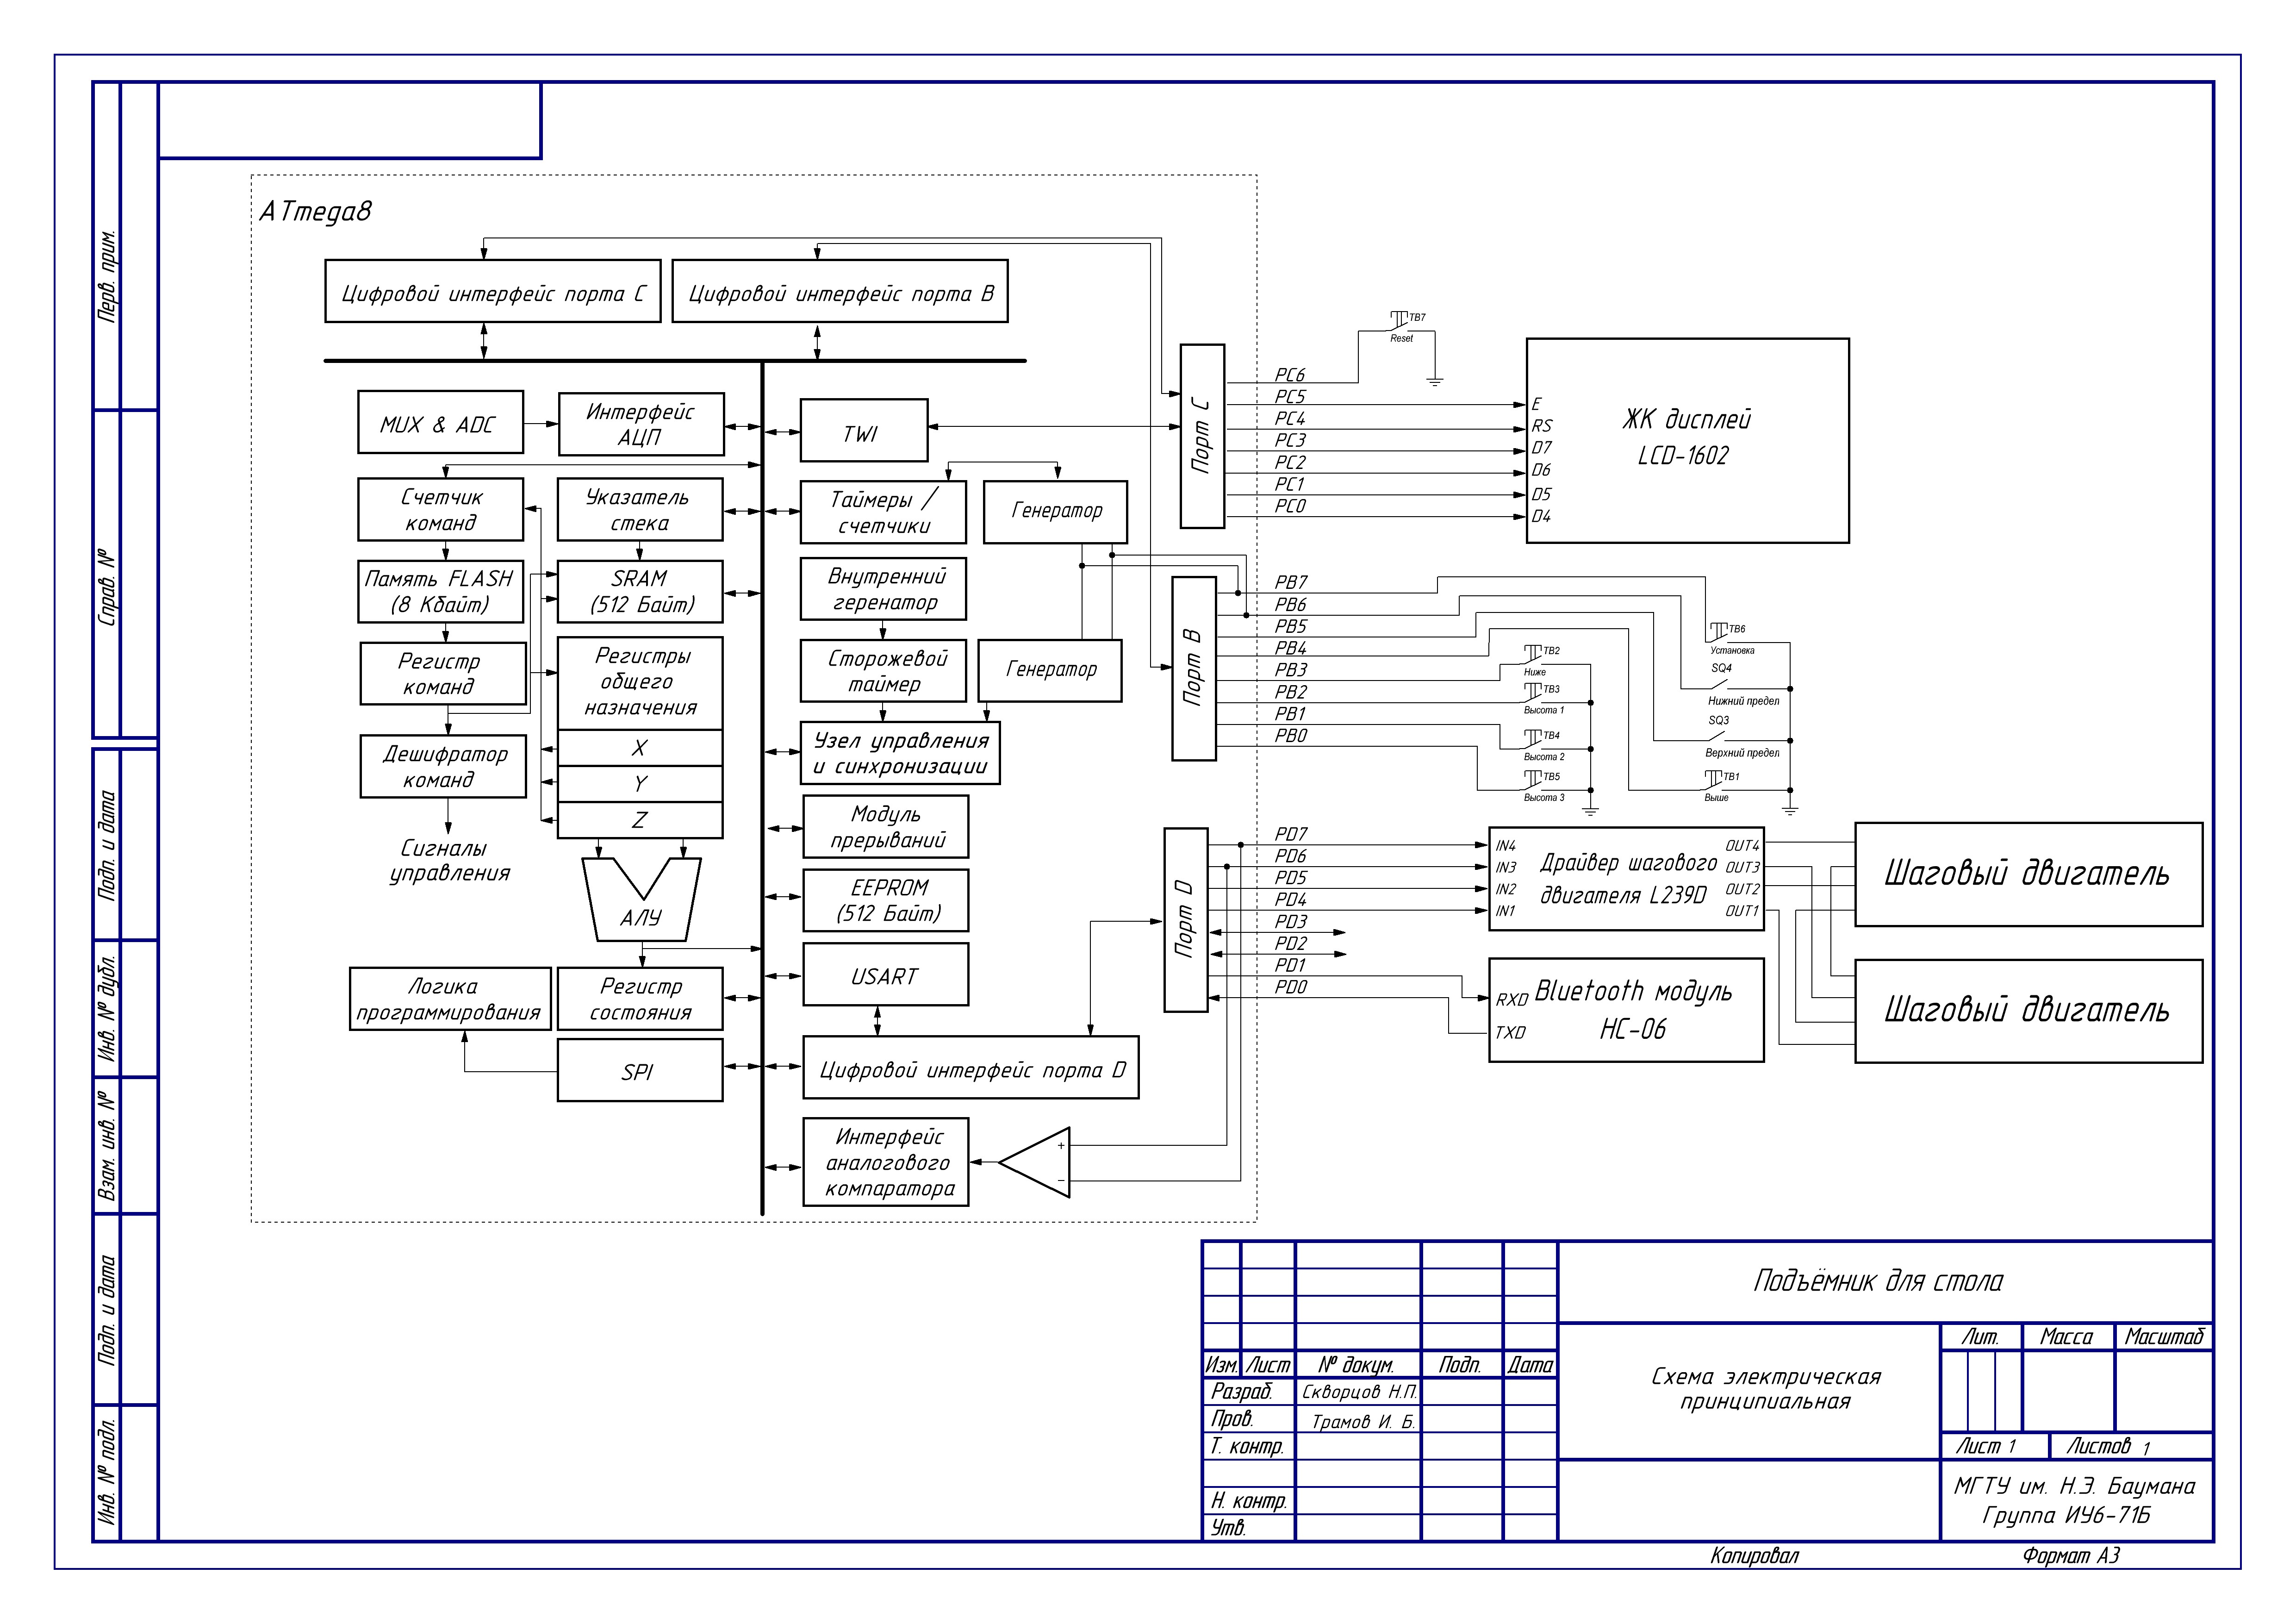 ATmega8
Цифровой интерфейс порта C
Цифровой интерфейс порта B
MUX & ADC
Интерфейс
АЦП
TWI
Счетчик
команд
Указатель
стека
Таймеры /
счетчики
Генератор
Память FLASH
(8 Кбайт)
SRAM
(512 Байт)
Внутренний
геренатор
Регистр
команд
Регистры
общего
назначения
Сторожевой
таймер
Генератор
X
Y
Z
Дешифратор
команд
Узел управления
и синхронизации
Сигналы
управления
Модуль
прерываний
АЛУ
EEPROM
(512 Байт)
USART
Логика
программирования
Регистр
состояния
SPI
Цифровой интерфейс порта D
Интерфейс
аналогового
компаратора
+
−
Порт C
PC6
PC5
PC4
PC3
PC2
PC1
PC0
TB7
Reset
E
RS
D7
D6
D5
D4
ЖК дисплей
LCD-1602
Порт B
PB7
PB6
PB5
PB4
PB3
PB2
PB1
PB0
TB2
Ниже
TB3
Высота 1
TB4
Высота 2
TB5
Высота 3
TB6
Установка
SQ4
Нижний предел
SQ3
Верхний предел
TB1
Выше
Порт D
PD7
PD6
PD5
PD4
PD3
PD2
PD1
PD0
IN4
IN3
IN2
IN1
Драйвер шагового
двигателя L239D
OUT4
OUT3
OUT2
OUT1
Шаговый двигатель
Шаговый двигатель
RXD
TXD
Bluetooth модуль
HC-06
Перв. прим.
Справ. №
Подп. и дата
Инв. № дубл.
Взам. инв. №
Подп. и дата
Инв. № подл.
Подъёмник для стола
Схема электрическая
принципиальная
Лит. Масса Масштаб
Изм. Лист № докум. Подп. Дата
Разраб. Скворцов Н.П.
Пров. Трамов И. Б.
Т. контр.
Н. контр.
Утв.
Лист 1 Листов 1
МГТУ им. Н.Э. Баумана
Группа ИУ6-71Б
Копировал Формат А3